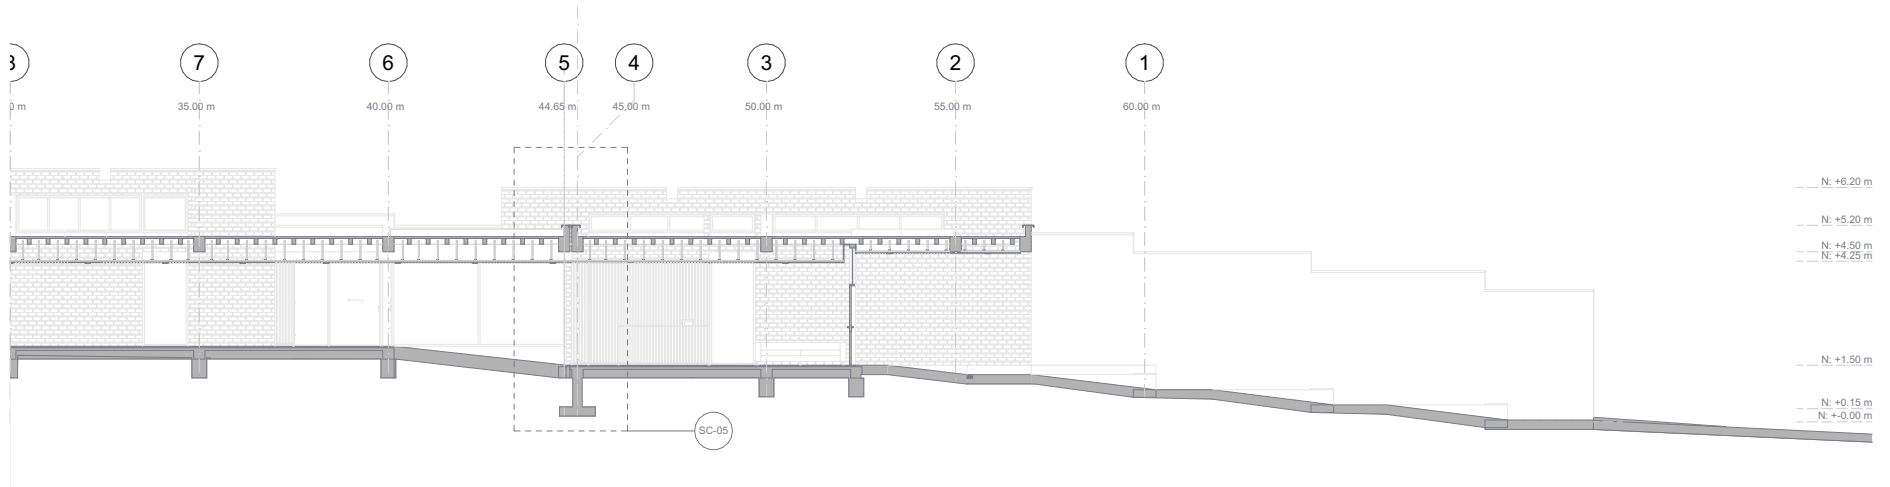 7 6 5 4 3 2 1
35.00 m 40.00 m 44.65 m 45.00 m 50.00 m 55.00 m 60.00 m
N: +6.20 m
N: +5.20 m
N: +4.50 m
N: +4.25 m
N: +1.50 m
N: +0.15 m
N: +-0.00 m
SC-05